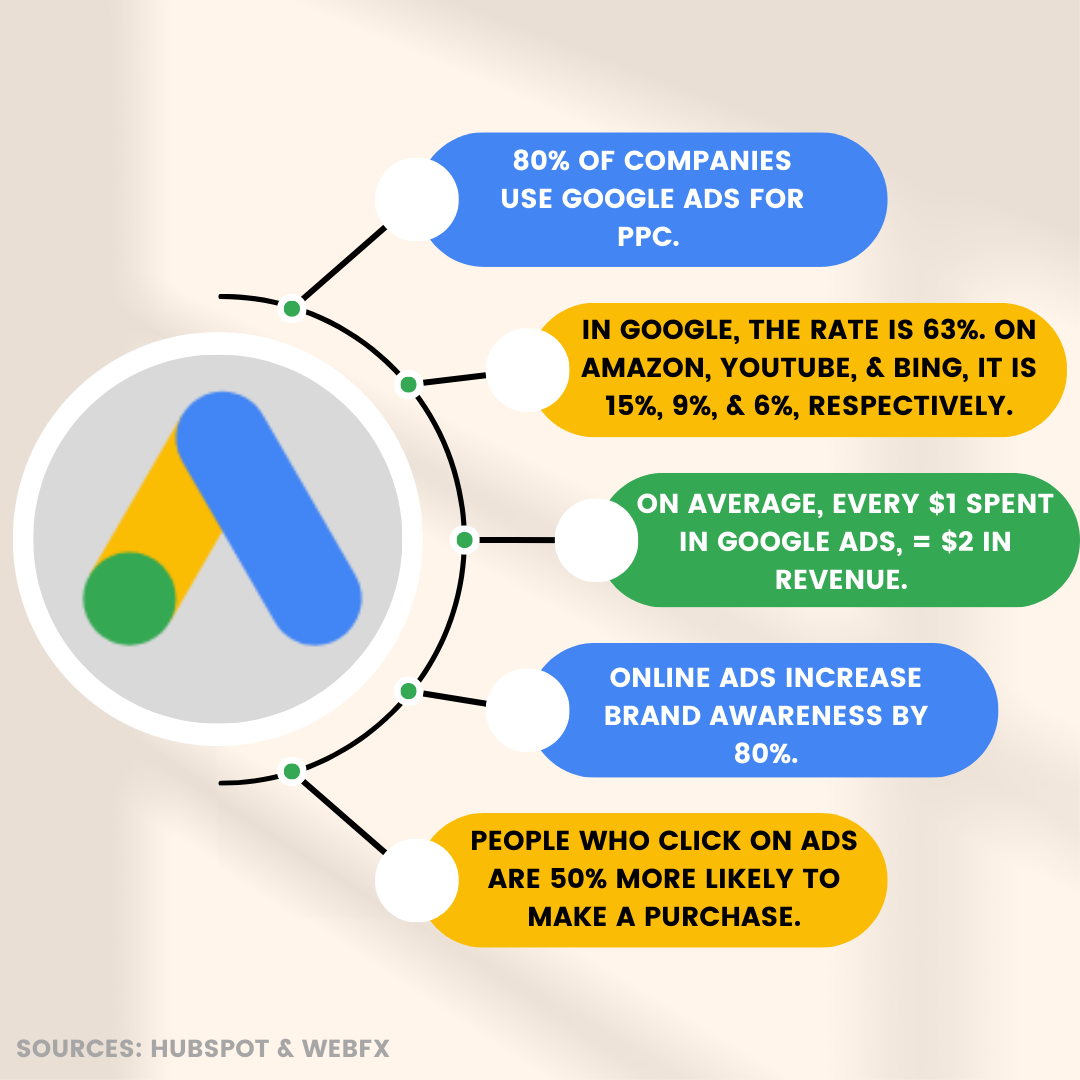 80% OF COMPANIES
USE GOOGLE ADS FOR
PPC.
IN GOOGLE, THE RATE IS 63%. ON
AMAZON, YOUTUBE, & BING, IT IS
15%, 9%, & 6%, RESPECTIVELY.
ON AVERAGE, EVERY $1 SPENT
IN GOOGLE ADS, = $2 IN
REVENUE.
ONLINE ADS INCREASE
BRAND AWARENESS BY
80%.
PEOPLE WHO CLICK ON ADS
ARE 50% MORE LIKELY TO
MAKE A PURCHASE.
SOURCES: HUBSPOT & WEBFX